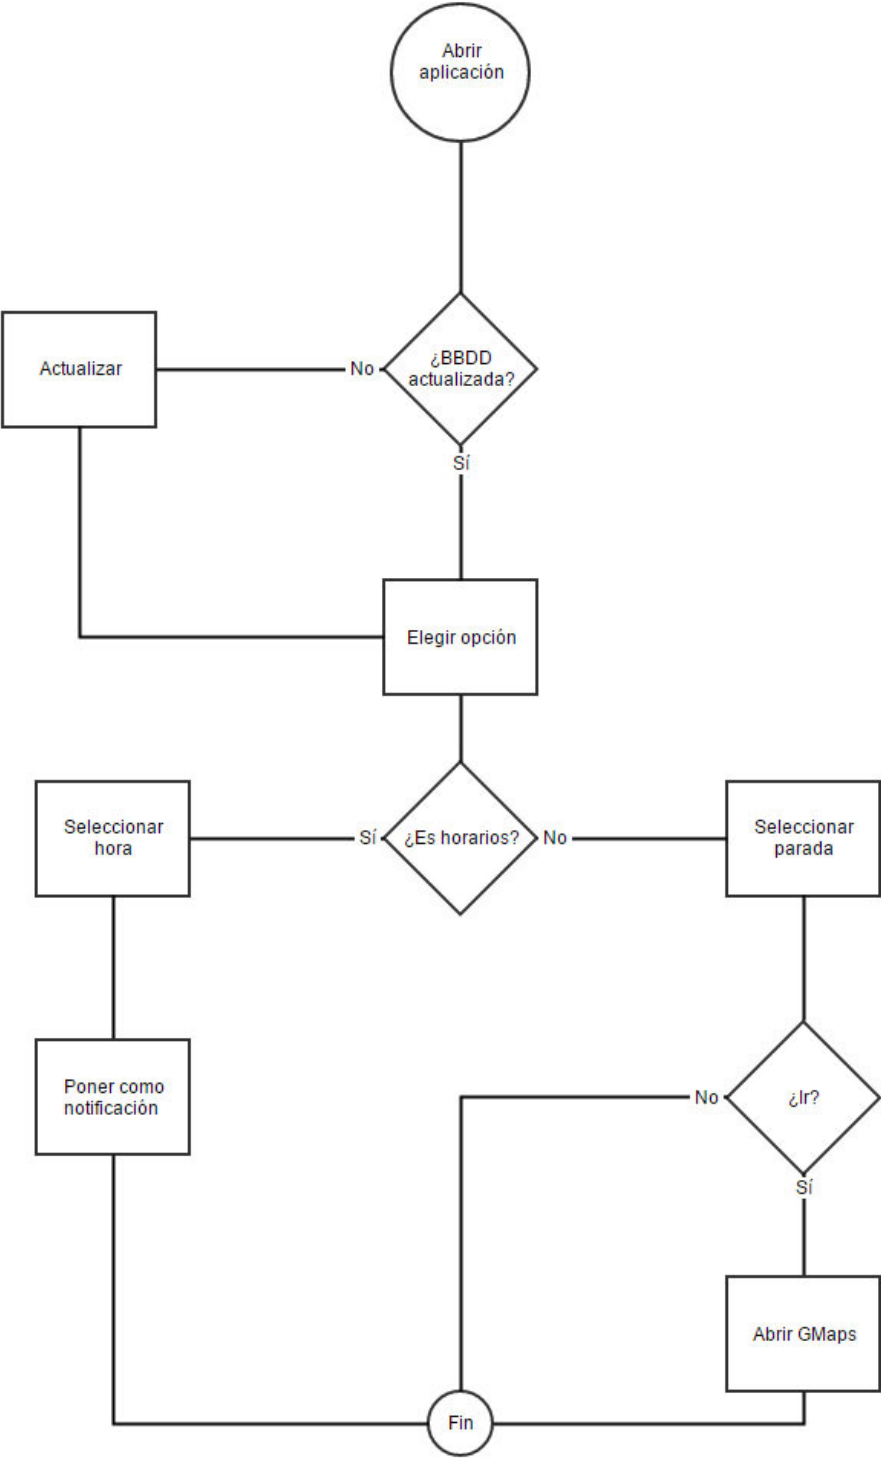 Abrir
aplicación
Actualizar
No
¿BBDD
actualizada?
Sí
Elegir opción
Seleccionar
hora
Sí
¿Es horarios?
No
Seleccionar
parada
Poner como
notificación
No
¿Ir?
Sí
Abrir GMaps
Fin